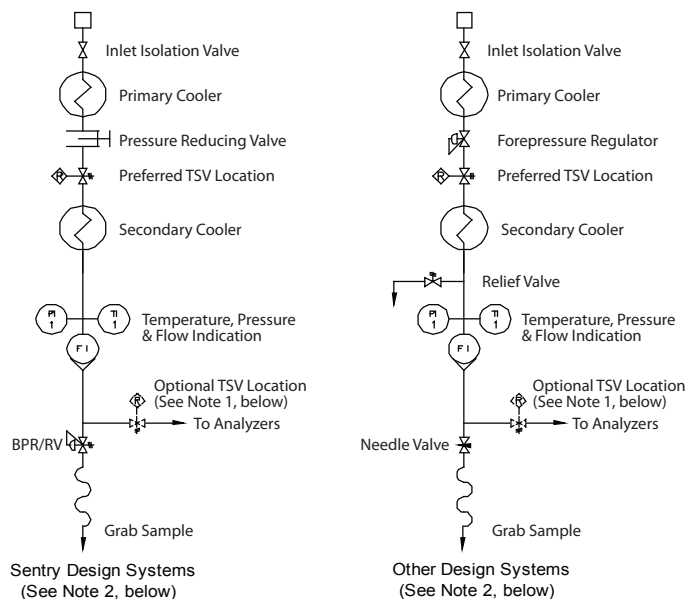 Inlet Isolation Valve
Primary Cooler
Pressure Reducing Valve
R
Preferred TSV Location
Secondary Cooler
PI
1
TI
1
Temperature, Pressure
& Flow Indication
FI
Optional TSV Location
(See Note 1, below)
R
To Analyzers
BPR/RV
Grab Sample
Sentry Design Systems
(See Note 2, below)
Inlet Isolation Valve
Primary Cooler
Forepressure Regulator
R
Preferred TSV Location
Secondary Cooler
Relief Valve
PI
1
TI
1
Temperature, Pressure
& Flow Indication
FI
Optional TSV Location
(See Note 1, below)
R
To Analyzers
Needle Valve
Grab Sample
Other Design Systems
(See Note 2, below)